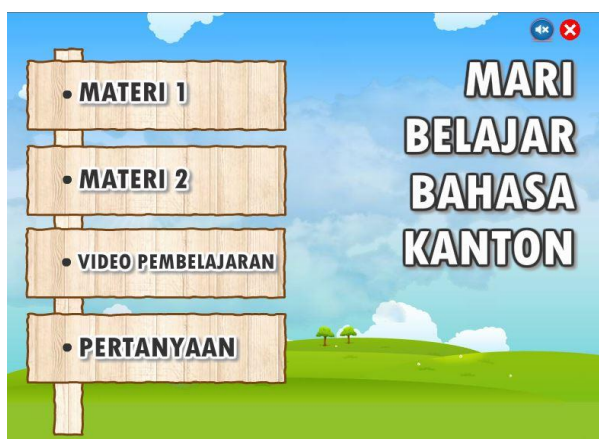 • MATERI 1
• MATERI 2
• VIDEO PEMBELAJARAN
• PERTANYAAN
MARI
BELAJAR
BAHASA
KANTON